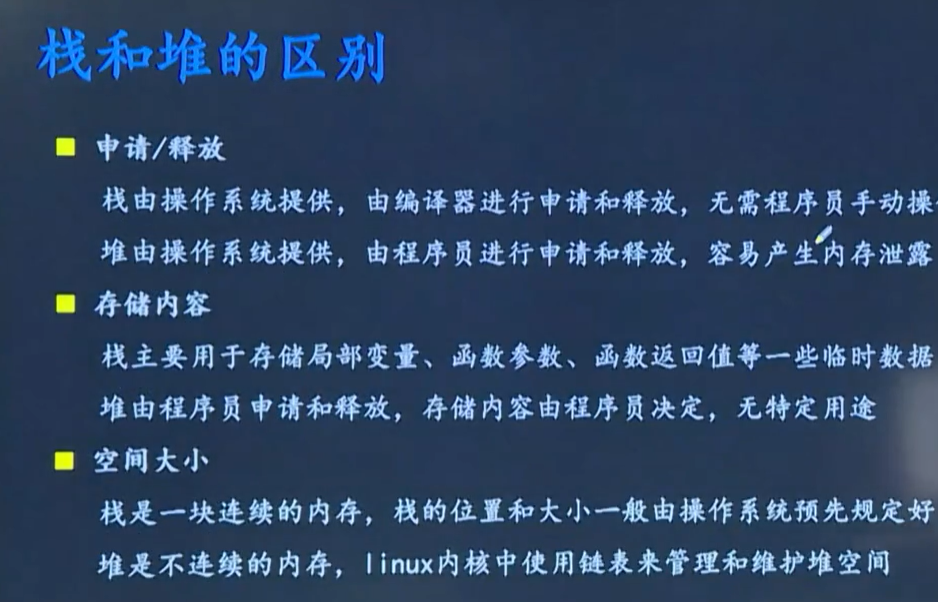 栈和堆的区别
申请/释放
栈由操作系统提供，由编译器进行申请和释放，无需程序员手动操
堆由操作系统提供，由程序员进行申请和释放，容易产生内存泄露
存储内容
栈主要用于存储局部变量、函数参数、函数返回值等一些临时数据
堆由程序员申请和释放，存储内容由程序员决定，无特定用途
空间大小
栈是一块连续的内存，栈的位置和大小一般由操作系统预先规定好
堆是不连续的内存，linux内核中使用链表来管理和维护堆空间